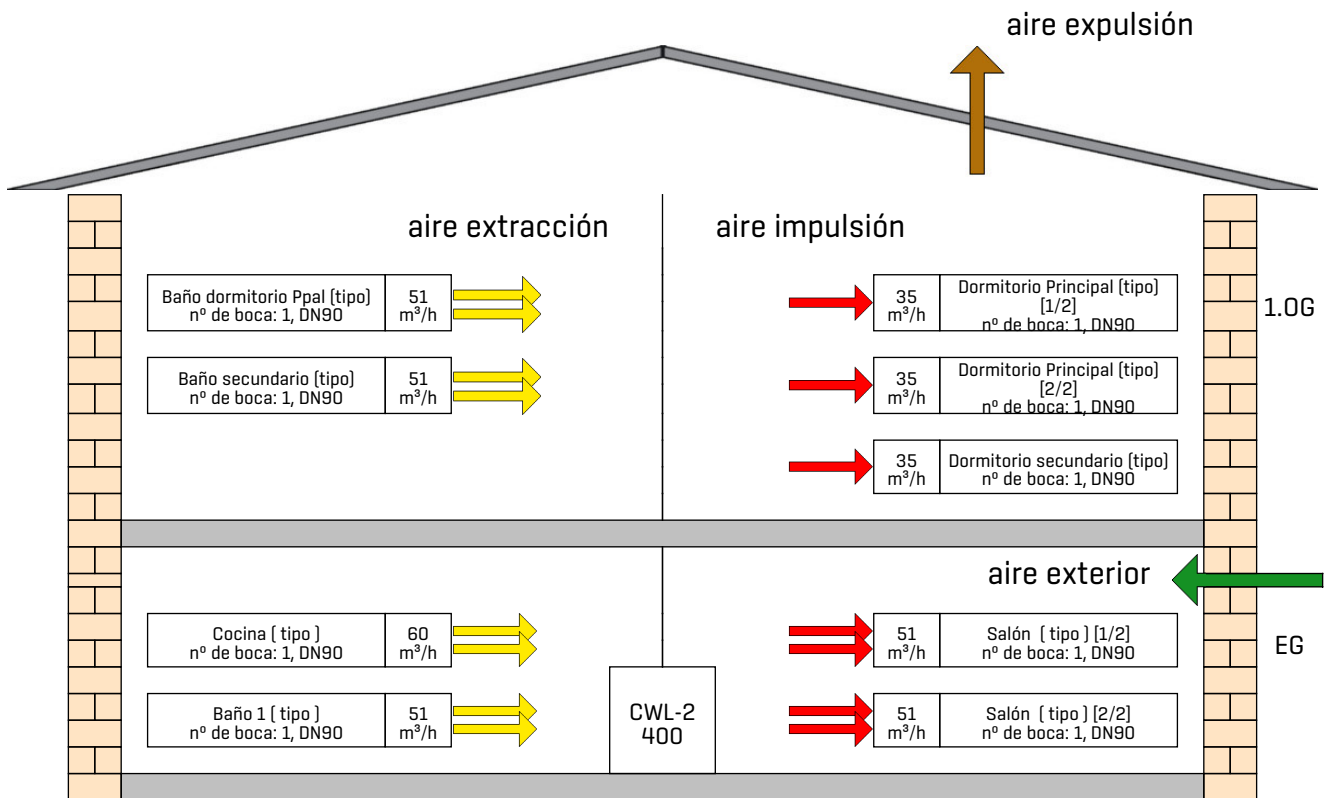 aire expulsión
aire extracción
aire impulsión
Baño dormitorio Ppal (tipo)
nº de boca: 1, DN90
51
m³/h
35
m³/h
Dormitorio Principal (tipo)
[1/2]
nº de boca: 1, DN90
1.OG
Baño secundario (tipo)
nº de boca: 1, DN90
51
m³/h
35
m³/h
Dormitorio Principal (tipo)
[2/2]
nº de boca: 1, DN90
35
m³/h
Dormitorio secundario (tipo)
nº de boca: 1, DN90
aire exterior
Cocina ( tipo )
nº de boca: 1, DN90
60
m³/h
51
m³/h
Salón ( tipo ) [1/2]
nº de boca: 1, DN90
EG
Baño 1 ( tipo )
nº de boca: 1, DN90
51
m³/h
CWL-2
400
51
m³/h
Salón ( tipo ) [2/2]
nº de boca: 1, DN90